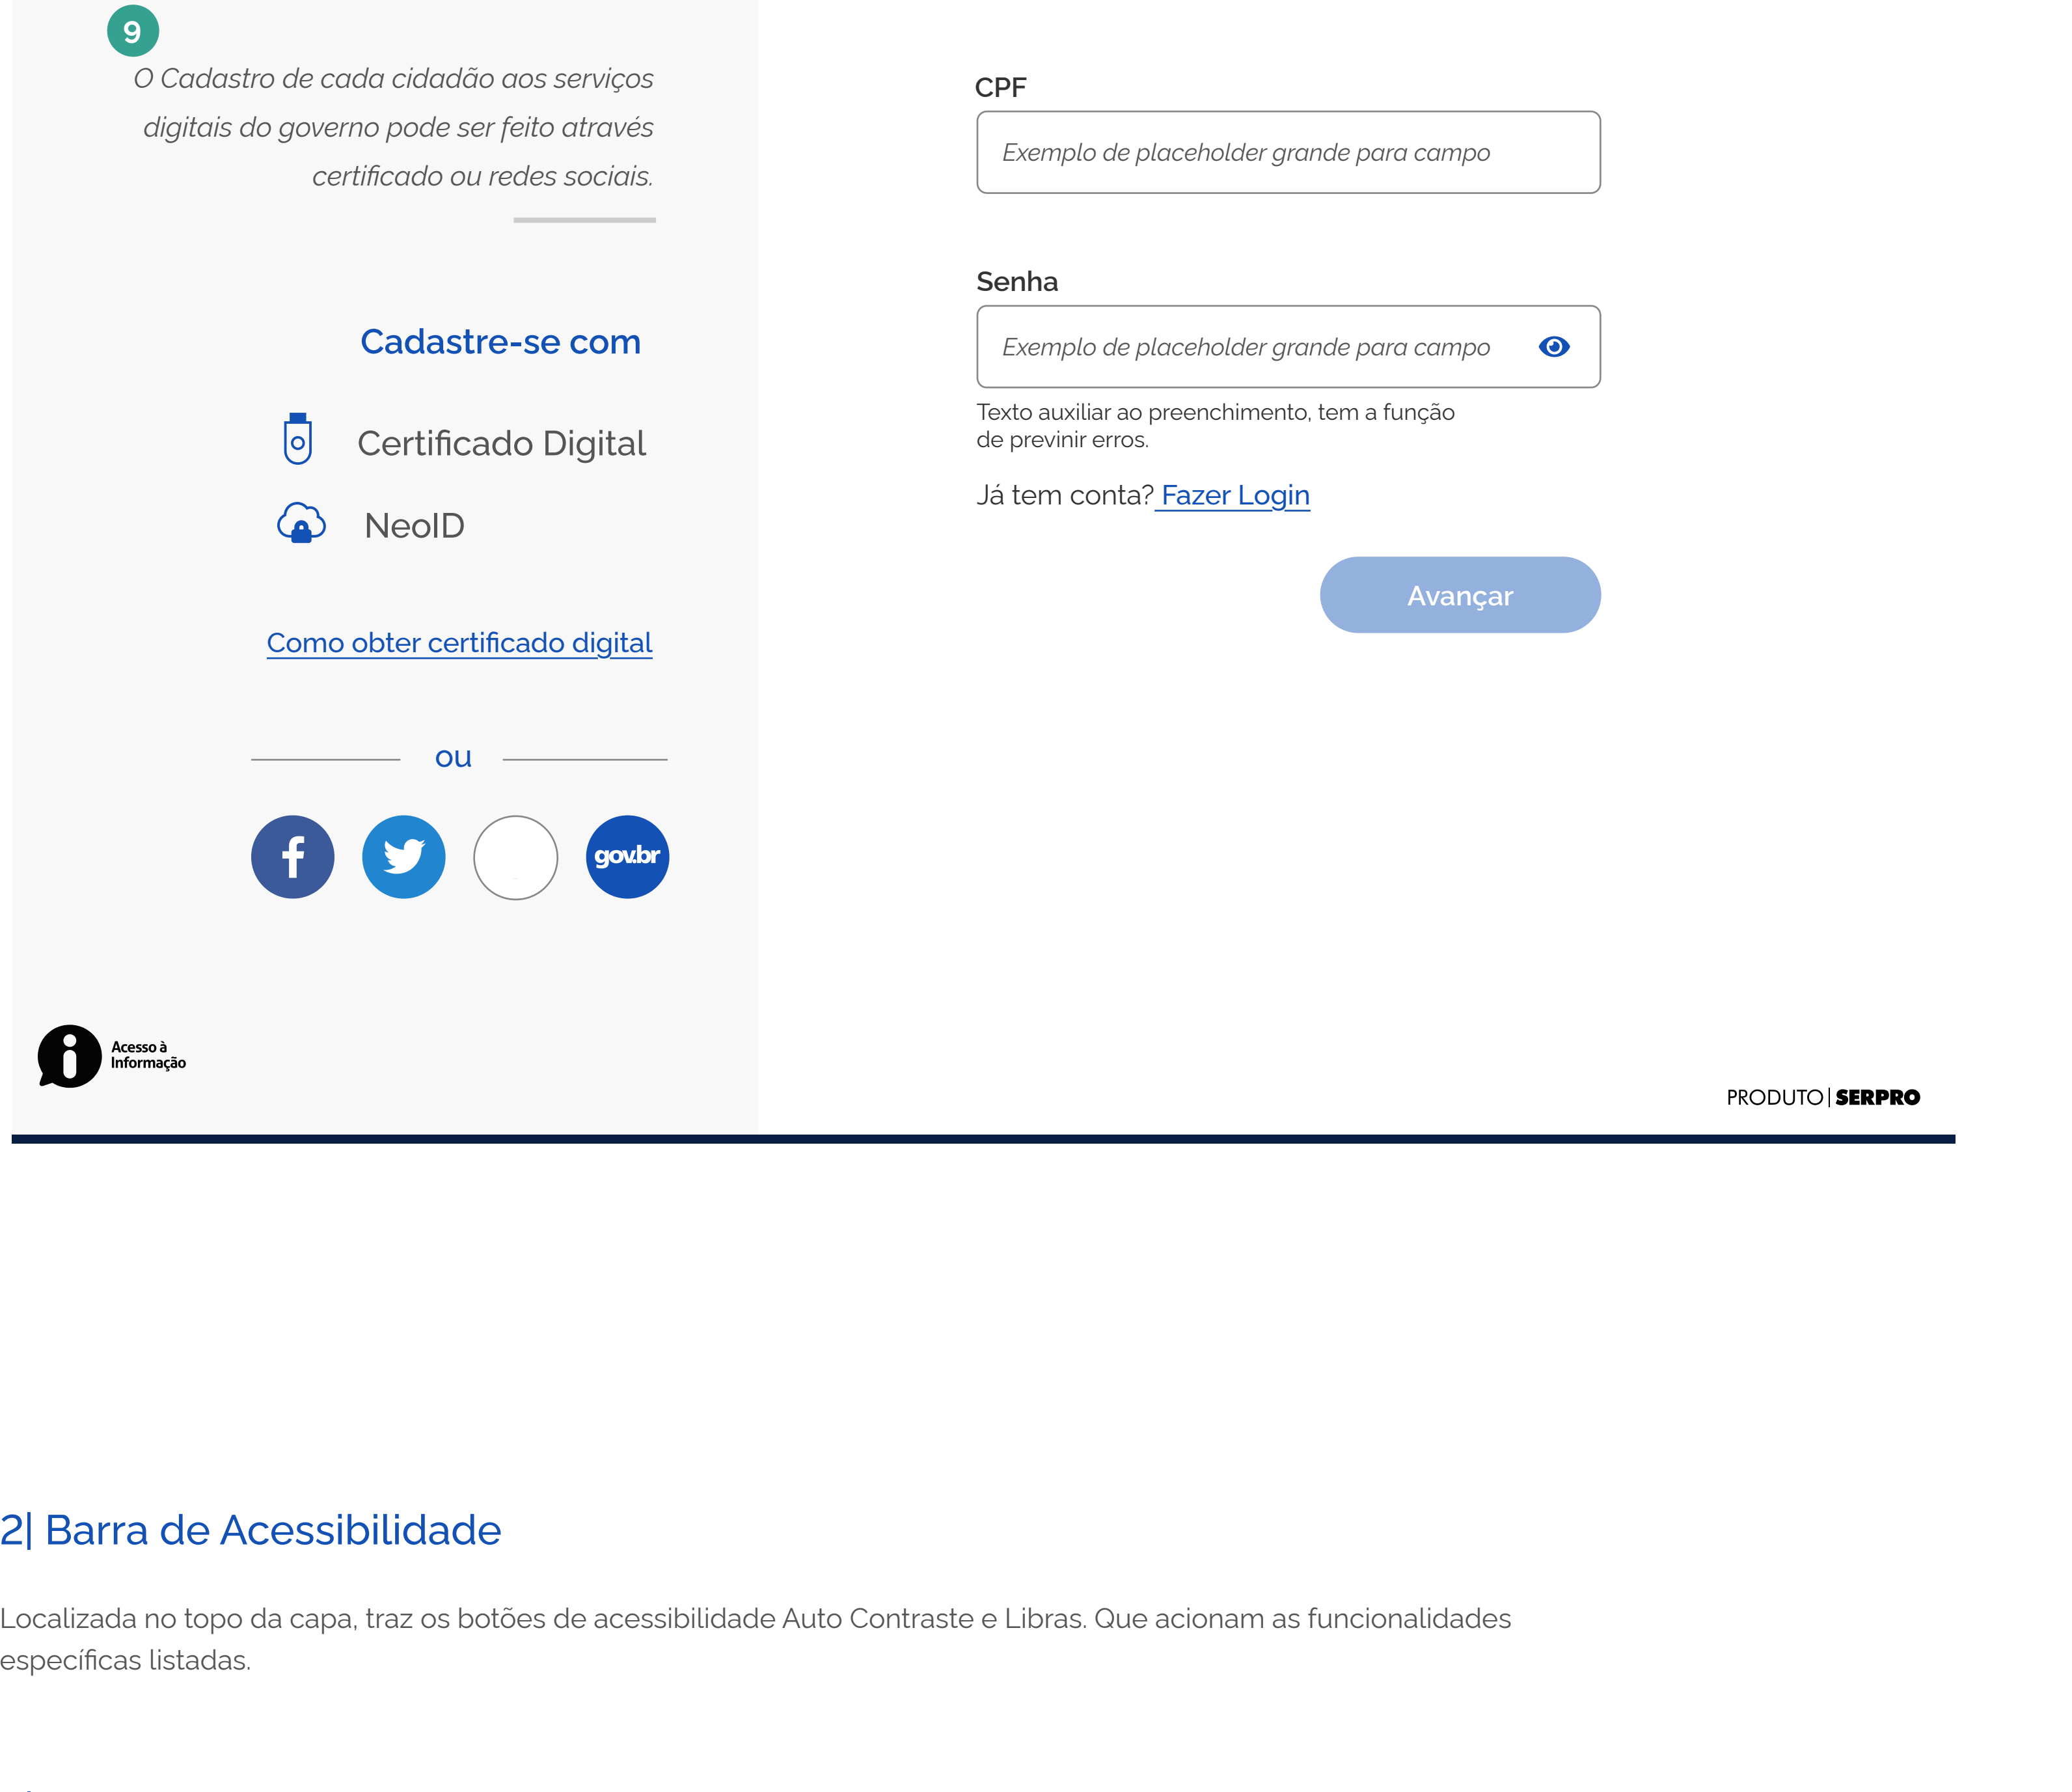 9
O Cadastro de cada cidadão aos serviços
digitais do governo pode ser feito através
certificado ou redes sociais.
Cadastre-se com
Certificado Digital
NeoID
Como obter certificado digital
ou
f
gov.br
Acesso à
Informação
CPF
Exemplo de placeholder grande para campo
Senha
Exemplo de placeholder grande para campo
Texto auxiliar ao preenchimento, tem a função
de previnir erros.
Já tem conta? Fazer Login
Avançar
PRODUTO | SERPRO
2| Barra de Acessibilidade
Localizada no topo da capa, traz os botões de acessibilidade Auto Contraste e Libras. Que acionam as funcionalidades
específicas listadas.